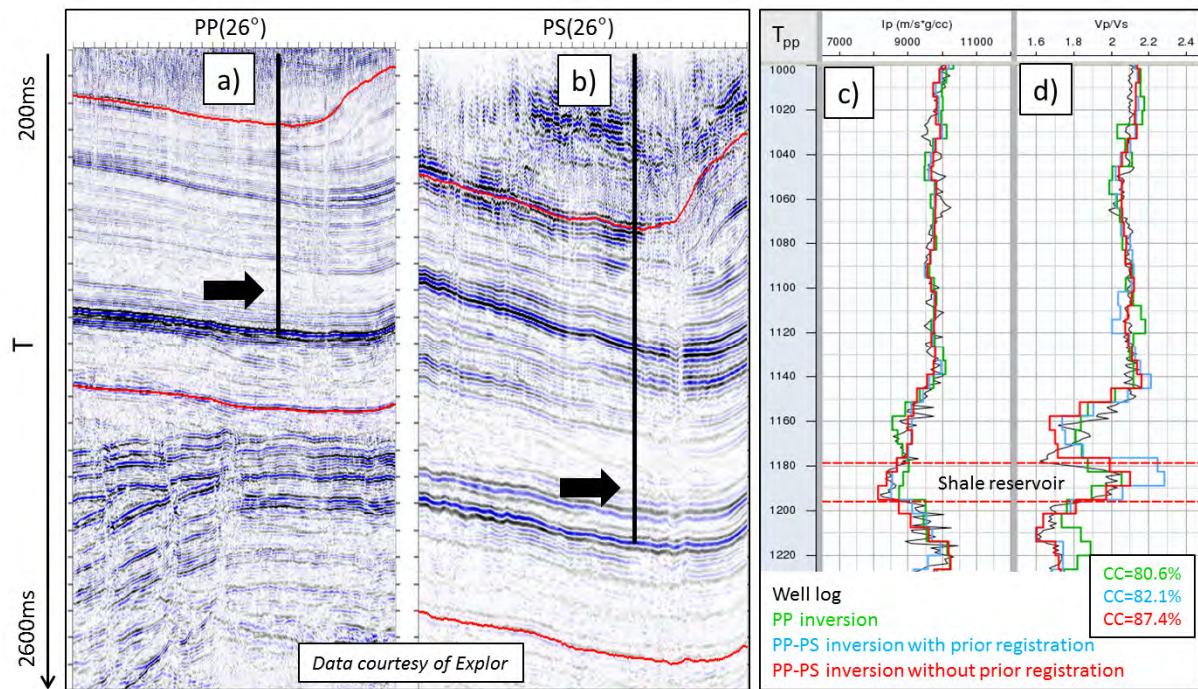 PP(26°)
PS(26°)
a)
b)
200ms
T
2600ms
Data courtesy of Explor
Tpp
Ip (m/s*g/cc)
7000 9000 11000
Vp/Vs
1.6 1.8 2 2.2 2.4
c)
d)
1000
1020
1040
1060
1080
1100
1120
1140
1160
1180
1200
1220
Shale reservoir
Well log
PP inversion
PP-PS inversion with prior registration
PP-PS inversion without prior registration
CC=80.6%
CC=82.1%
CC=87.4%